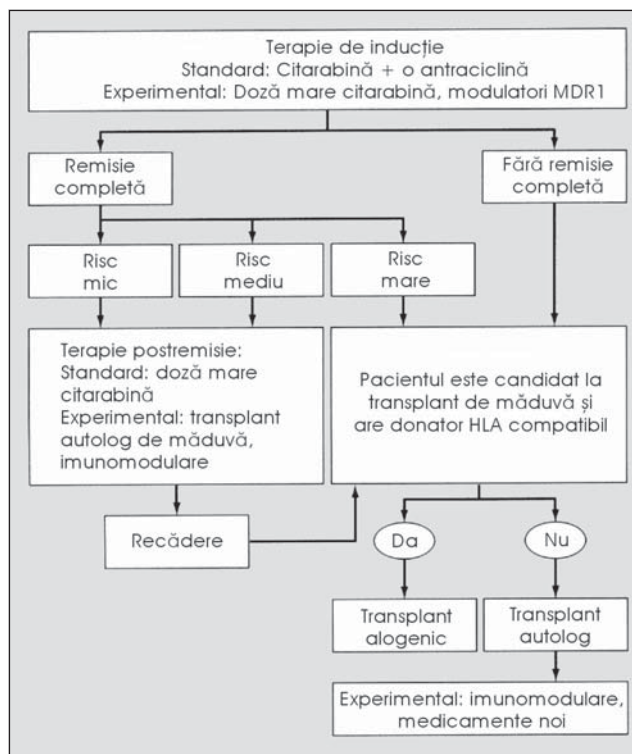 Terapie de inducție
Standard: Citarabină + o antraciclină
Experimental: Doză mare citarabină, modulatori MDR1
Remisie
completă
Fără remisie
completă
Risc
mic
Risc
mediu
Risc
mare
Terapie postremisie:
Standard: doză mare
citarabină
Experimental: transplant
autolog de măduvă,
imunomodulare
Pacientul este candidat la
transplant de măduvă și
are donator HLA compatibil
Recădere
Da
Nu
Transplant
alogenic
Transplant
autolog
Experimental: imunomodulare,
medicamente noi